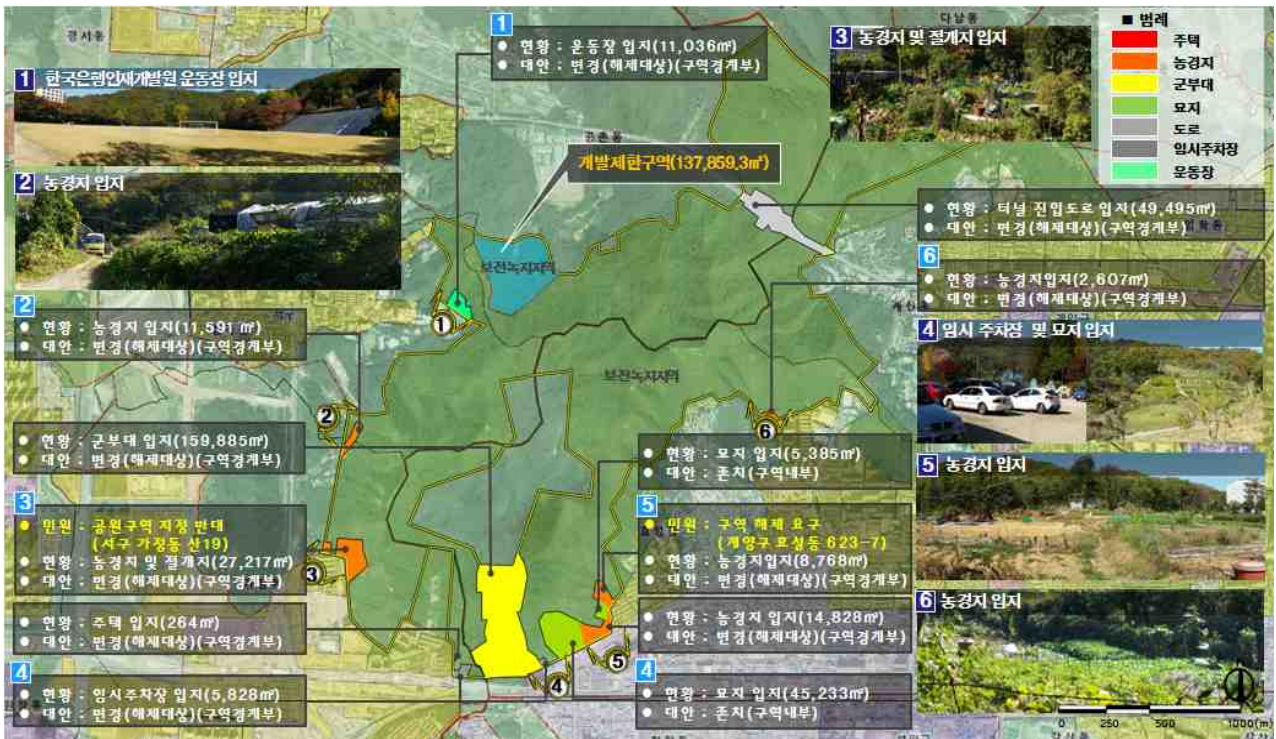 경서동
다남동
1
● 현황 : 운동장 입지(11,036㎡)
● 대안 : 변경(해제대상)(구역경계부)
3 농경지 및 절개지 입지
■ 범례
주택
농경지
군부대
묘지
도로
임시주차장
운동장
1 한국은행인재개발원 운동장 입지
공촌동
개발제한구역(137,859.3㎡)
2 농경지 입지
● 현황 : 터널 진입도로 입지(49,495㎡)
● 대안 : 변경(해제대상)(구역경계부)
보전녹지지역
6
● 현황 : 농경지입지(2,607㎡)
● 대안 : 변경(해제대상)(구역경계부)
2
● 현황 : 농경지 입지(11,591 ㎡)
● 대안 : 변경(해제대상)(구역경계부)
1
4 임시 주차장 및 묘지 입지
보전녹지지역
2
6
● 현황 : 군부대 입지(159,885㎡)
● 대안 : 변경(해제대상)(구역경계부)
● 현황 : 묘지 입지(5,385㎡)
● 대안 : 존치(구역내부)
5 농경지 입지
3
● 민원 : 공원구역 지정 반대
(서구 가정동 산19)
● 현황 : 농경지 및 절개지(27,217㎡)
● 대안 : 변경(해제대상)(구역경계부)
5
● 민원 : 구역 해제 요구
(계양구 효성동 623-7)
● 현황 : 농경지입지(8,768㎡)
● 대안 : 변경(해제대상)(구역경계부)
3
6 농경지 입지
● 현황 : 주택 입지(264㎡)
● 대안 : 변경(해제대상)(구역경계부)
● 현황 : 농경지 입지(14,828㎡)
● 대안 : 변경(해제대상)(구역경계부)
5
4
4
● 현황 : 임시주차장 입지(5,828㎡)
● 대안 : 변경(해제대상)(구역경계부)
4
● 현황 : 묘지 입지(45,233㎡)
● 대안 : 존치(구역내부)
0 250 500 1000(m)